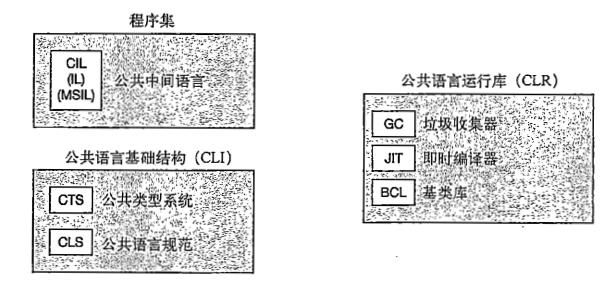 程序集
CIL
(IL)
(MSIL)
公共中间语言
公共语言基础结构（CLI）
CTS 公共类型系统
CLS 公共语言规范
公共语言运行库（CLR）
GC 垃圾收集器
JIT 即时编译器
BCL 基类库